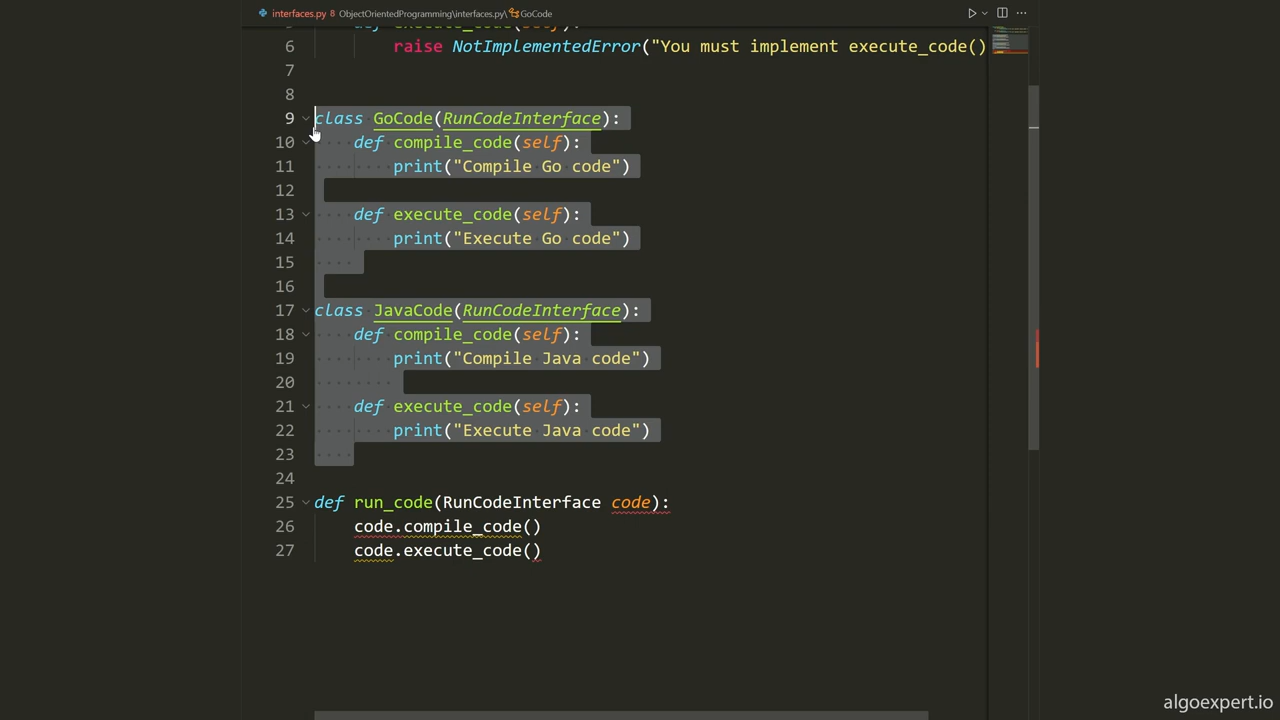 interfaces.py 8 ObjectOrientedProgramming\interfaces.py\GoCode
6 raise NotImplementedError("You must implement execute_code()
7
8
9 class GoCode(RunCodeInterface):
10 def compile_code(self):
11 print("Compile Go code")
12
13 def execute_code(self):
14 print("Execute Go code")
15
16
17 class JavaCode(RunCodeInterface):
18 def compile_code(self):
19 print("Compile Java code")
20
21 def execute_code(self):
22 print("Execute Java code")
23
24
25 def run_code(RunCodeInterface code):
26 code.compile_code()
27 code.execute_code()
algoexpert.io